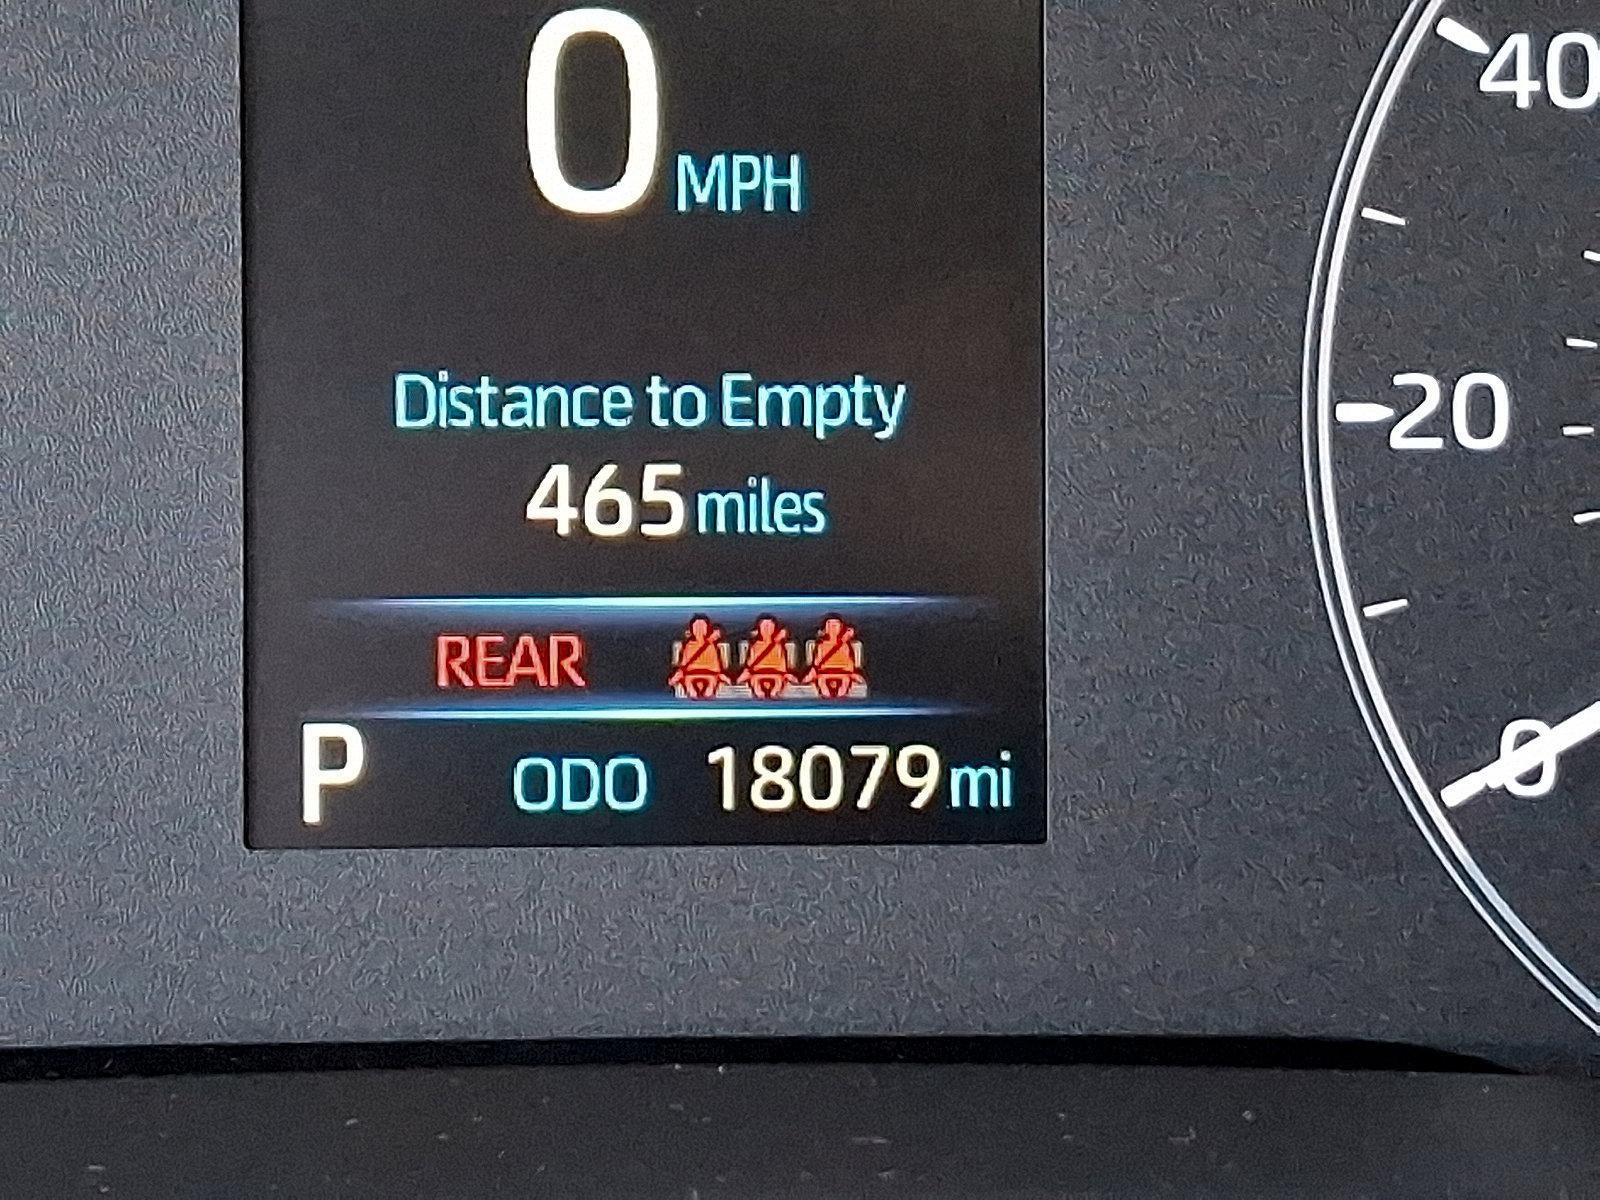 0 MPH
40
Distance to Empty
20
465 miles
REAR
P ODO 18079 mi
0